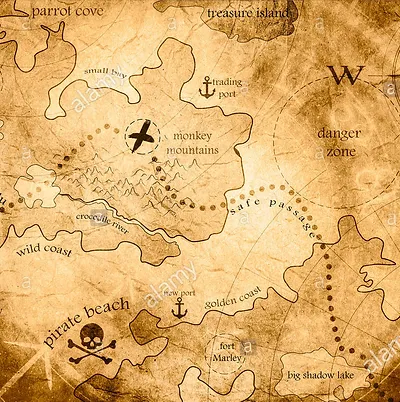 parrot cove
treasure island
small bay
trading
port
W
monkey
mountains
danger
zone
safe passage
crocodile river
wild coast
new port
golden coast
pirate beach
fort
Marley
big shadow lake
alamy
alamy
alamy
alamy